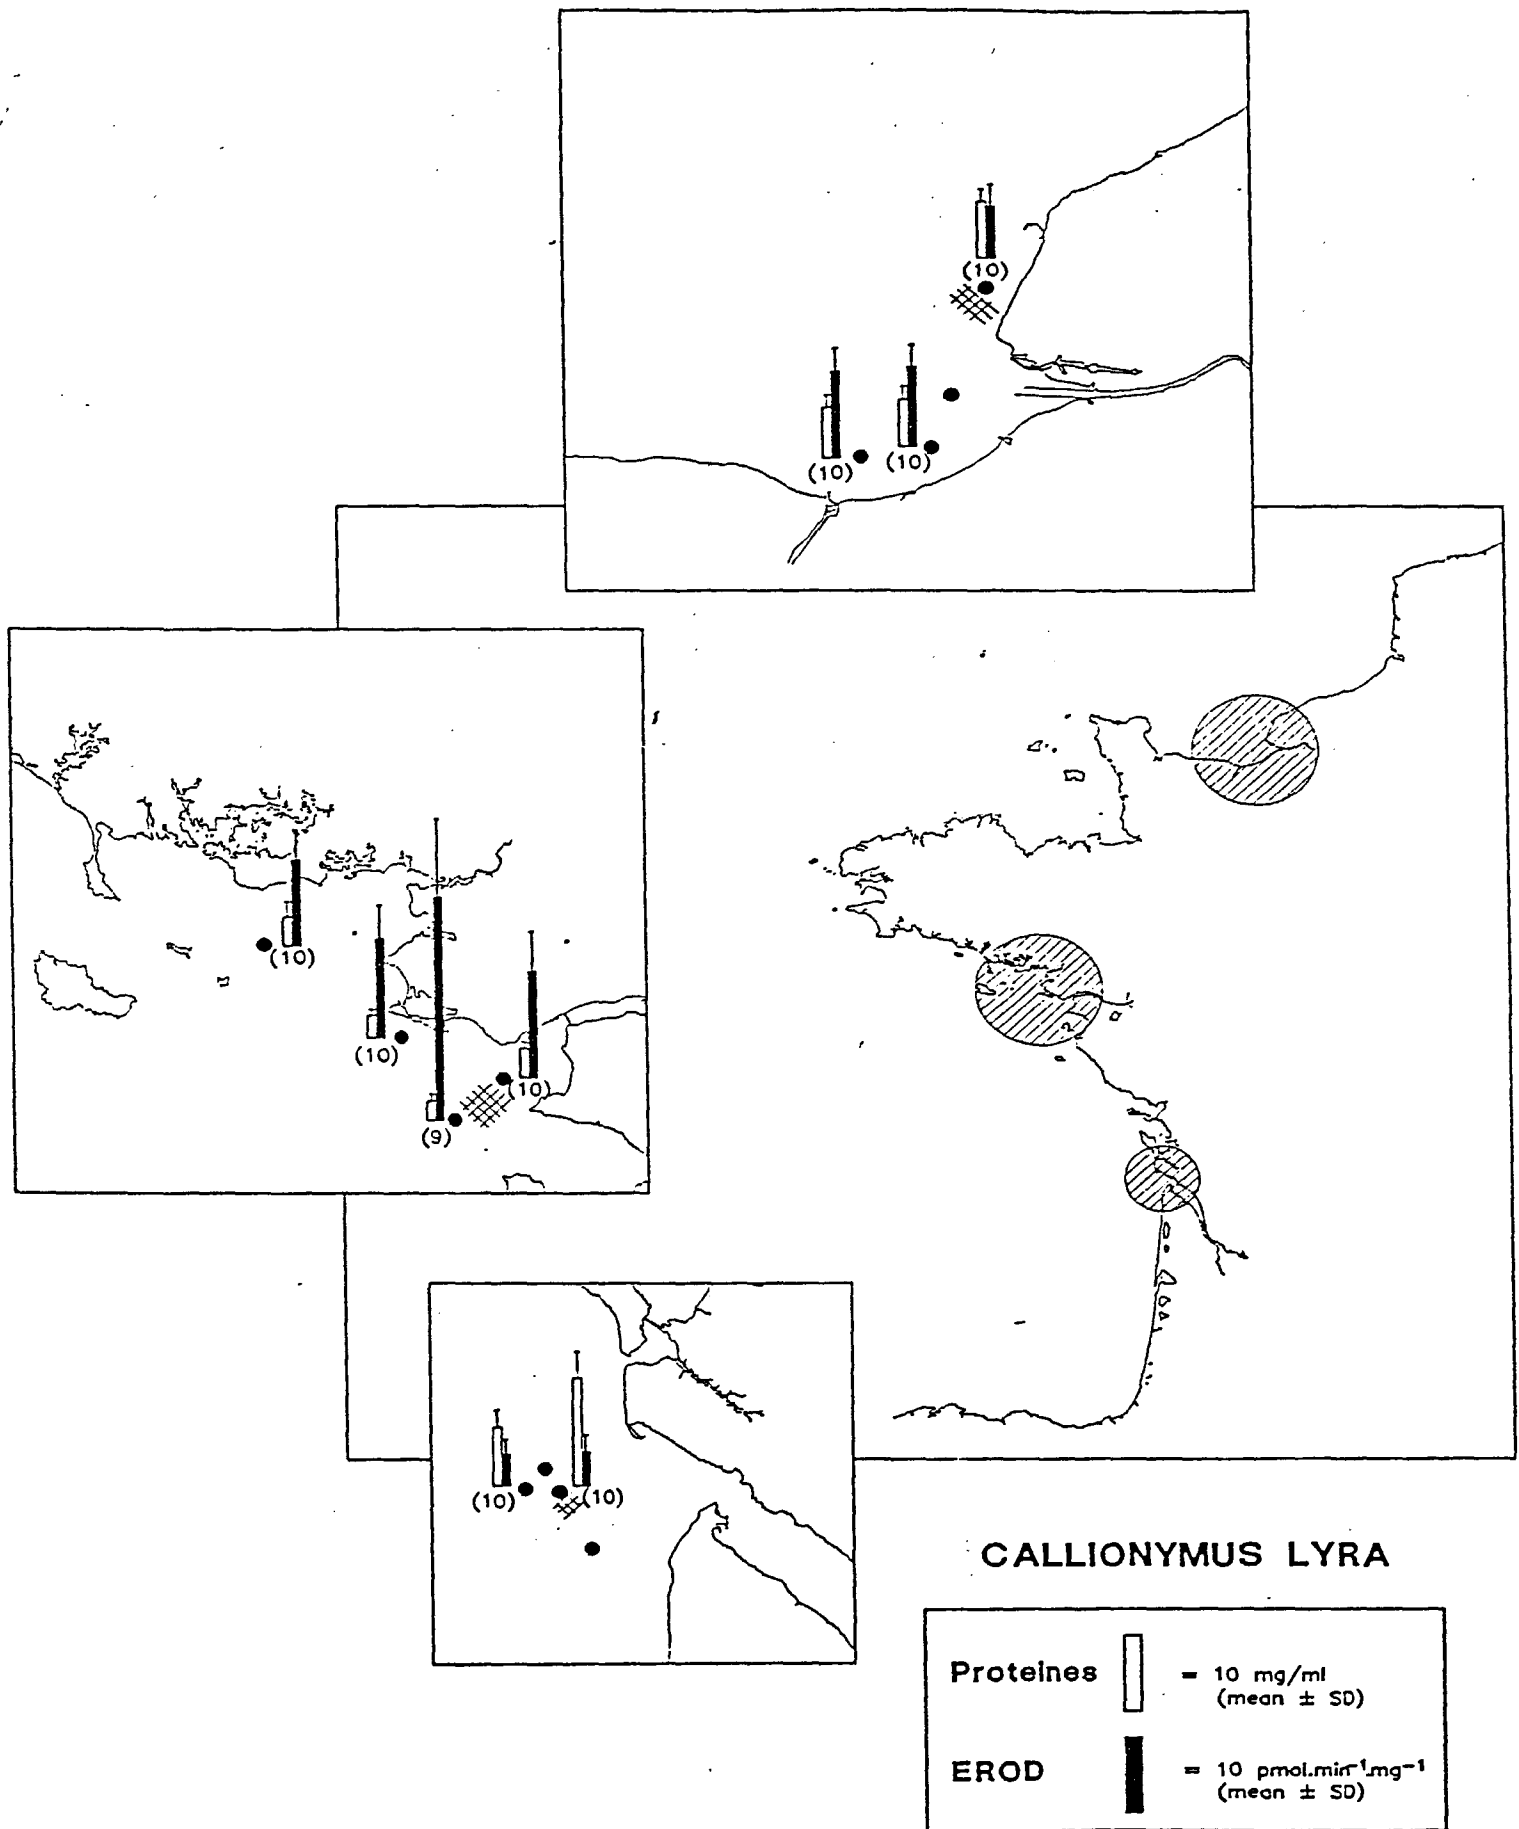 (10)
(10)
(10)
(10)
(10)
(10)
(9)
(10)
(10)
CALLIONYMUS LYRA
Proteines = 10 mg/ml
(mean ± SD)
EROD = 10 pmol.min⁻¹.mg⁻¹
(mean ± SD)